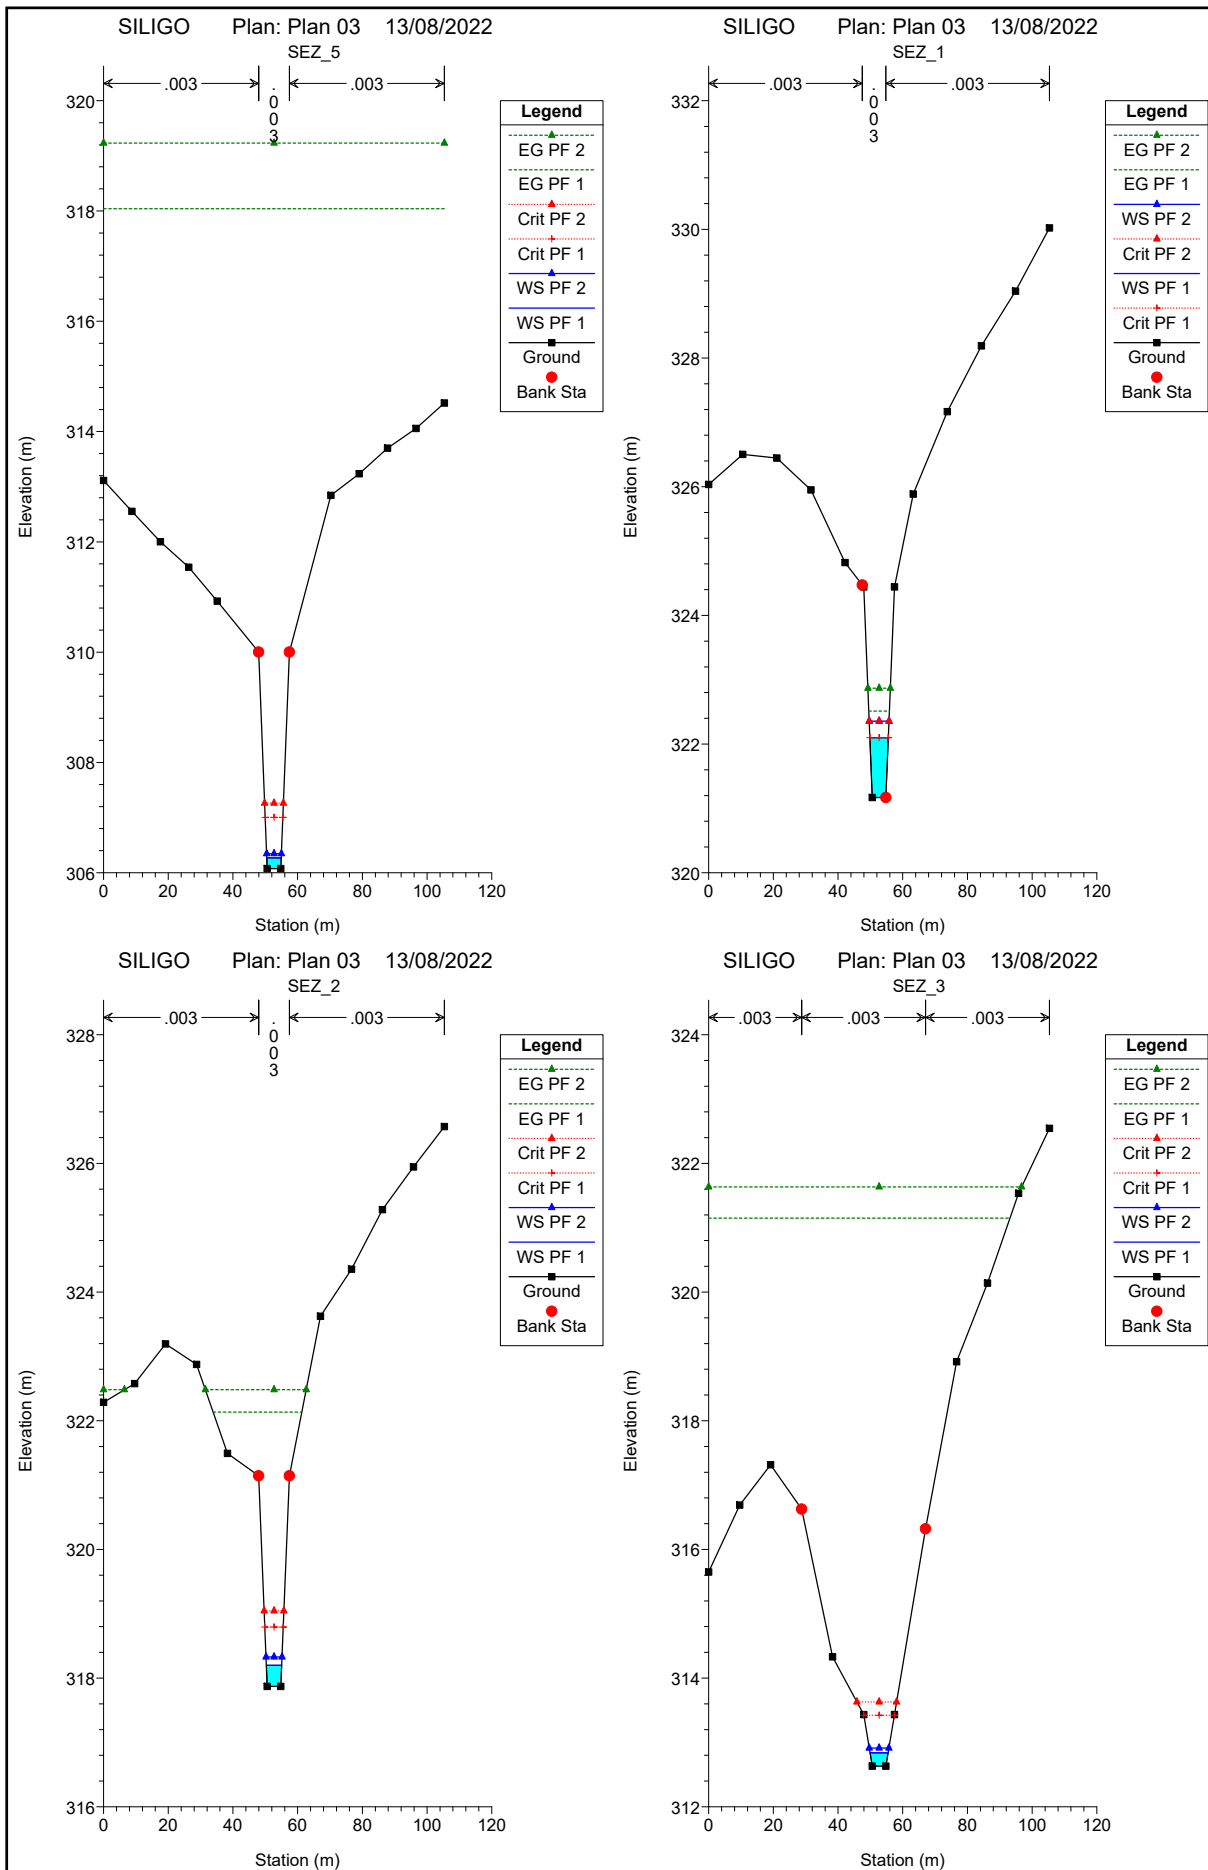 SILIGO Plan: Plan 03 13/08/2022
SEZ_5
.003 .003 .003
Legend
EG PF 2
EG PF 1
Crit PF 2
Crit PF 1
WS PF 2
WS PF 1
Ground
Bank Sta
320
318
316
314
312
310
308
306
Elevation (m)
0 20 40 60 80 100 120
Station (m)
SILIGO Plan: Plan 03 13/08/2022
SEZ_1
.003 .003 .003
Legend
EG PF 2
EG PF 1
WS PF 2
Crit PF 2
WS PF 1
Crit PF 1
Ground
Bank Sta
332
330
328
326
324
322
320
Elevation (m)
0 20 40 60 80 100 120
Station (m)
SILIGO Plan: Plan 03 13/08/2022
SEZ_2
.003 .003 .003
Legend
EG PF 2
EG PF 1
Crit PF 2
Crit PF 1
WS PF 2
WS PF 1
Ground
Bank Sta
328
326
324
322
320
318
316
Elevation (m)
0 20 40 60 80 100 120
Station (m)
SILIGO Plan: Plan 03 13/08/2022
SEZ_3
.003 .003 .003
Legend
EG PF 2
EG PF 1
Crit PF 2
Crit PF 1
WS PF 2
WS PF 1
Ground
Bank Sta
324
322
320
318
316
314
312
Elevation (m)
0 20 40 60 80 100 120
Station (m)